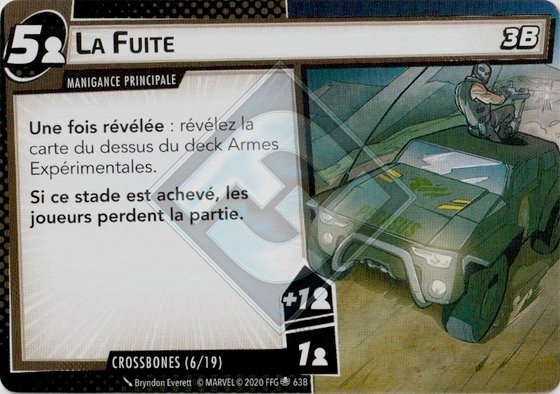 5 LA FUITE 3B
MANIGANCE PRINCIPALE
Une fois révélée : révélez la
carte du dessus du deck Armes
Expérimentales.
Si ce stade est achevé, les
joueurs perdent la partie.
+1
1
CROSSBONES (6/19)
Bryndon Everett © MARVEL © 2020 FFG 63B